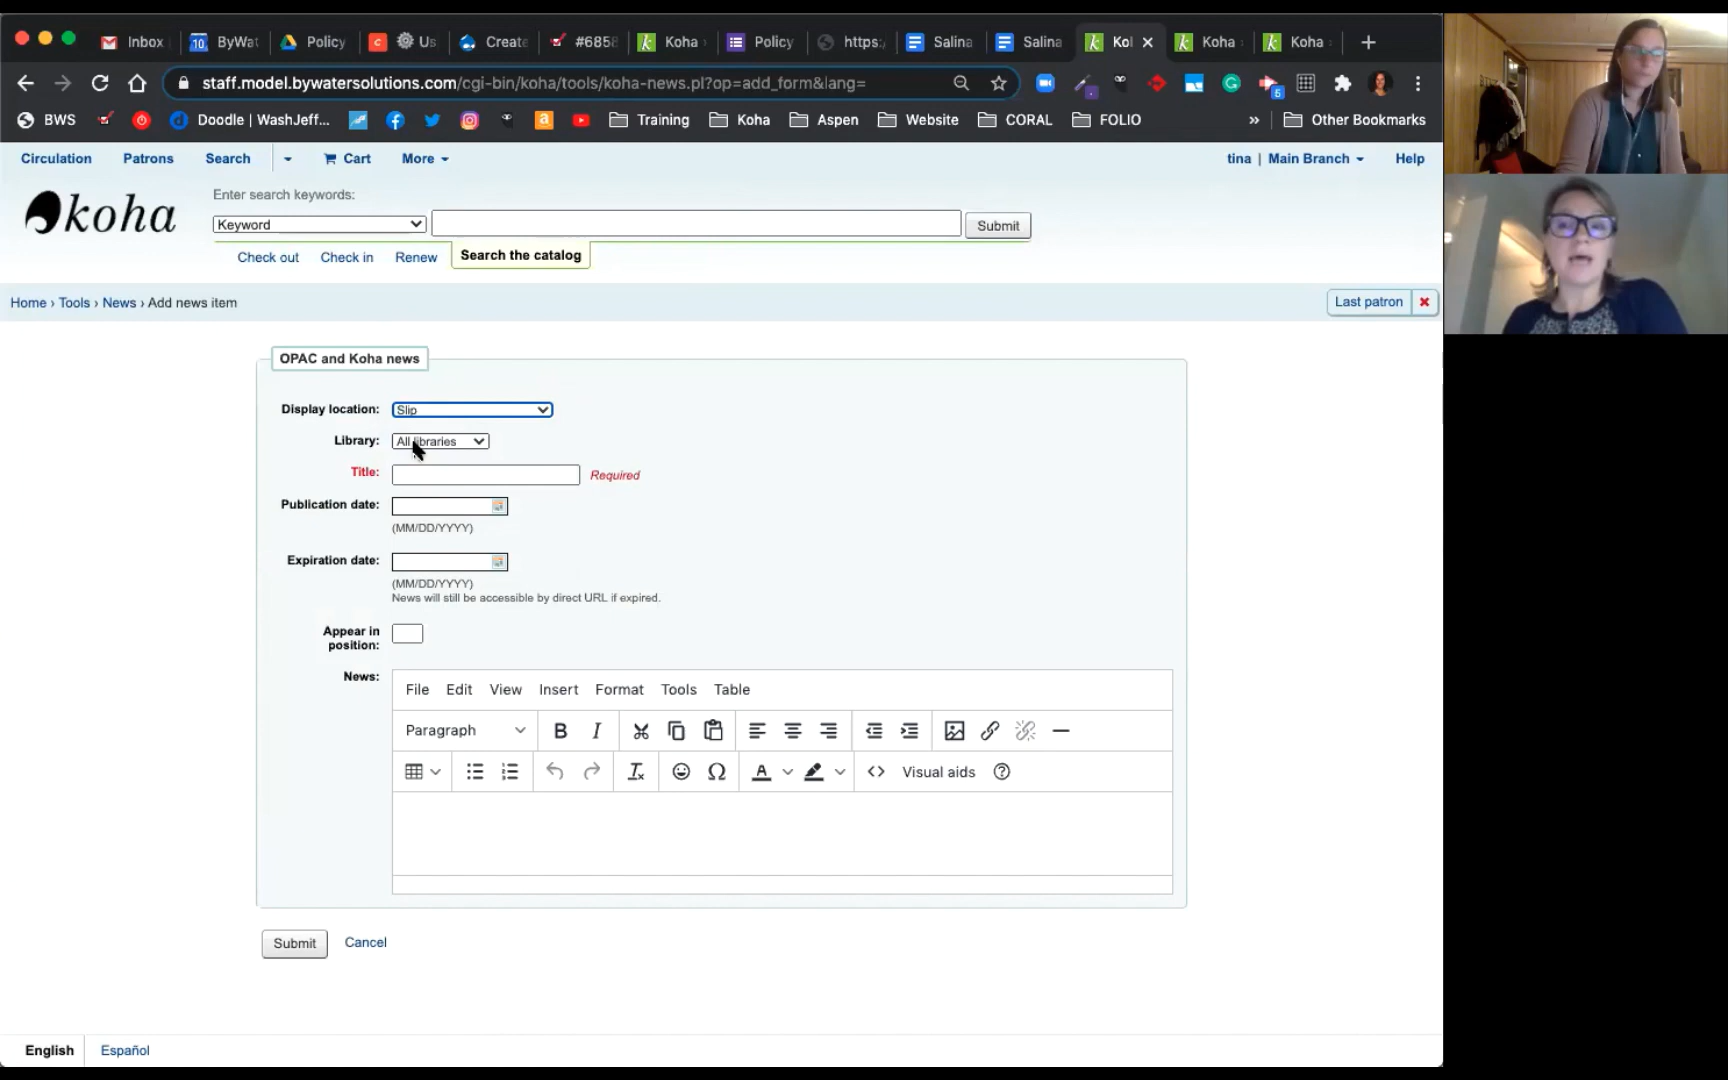 Inbox ByWat Policy Us Create #6858 Koha Policy https: Salina Salina Kol Koha Koha
staff.model.bywatersolutions.com/cgi-bin/koha/tools/koha-news.pl?op=add_form&lang=
BWS Doodle | WashJeff... Training Koha Aspen Website CORAL FOLIO » Other Bookmarks
Circulation Patrons Search Cart More tina | Main Branch Help
koha
Enter search keywords:
Keyword Submit
Check out Check in Renew Search the catalog
Home › Tools › News › Add news item Last patron
OPAC and Koha news
Display location: Slip
Library: All libraries
Title: Required
Publication date:
(MM/DD/YYYY)
Expiration date:
(MM/DD/YYYY)
News will still be accessible by direct URL if expired.
Appear in
position:
News:
File Edit View Insert Format Tools Table
Paragraph B I
A Visual aids
Submit Cancel
English Español